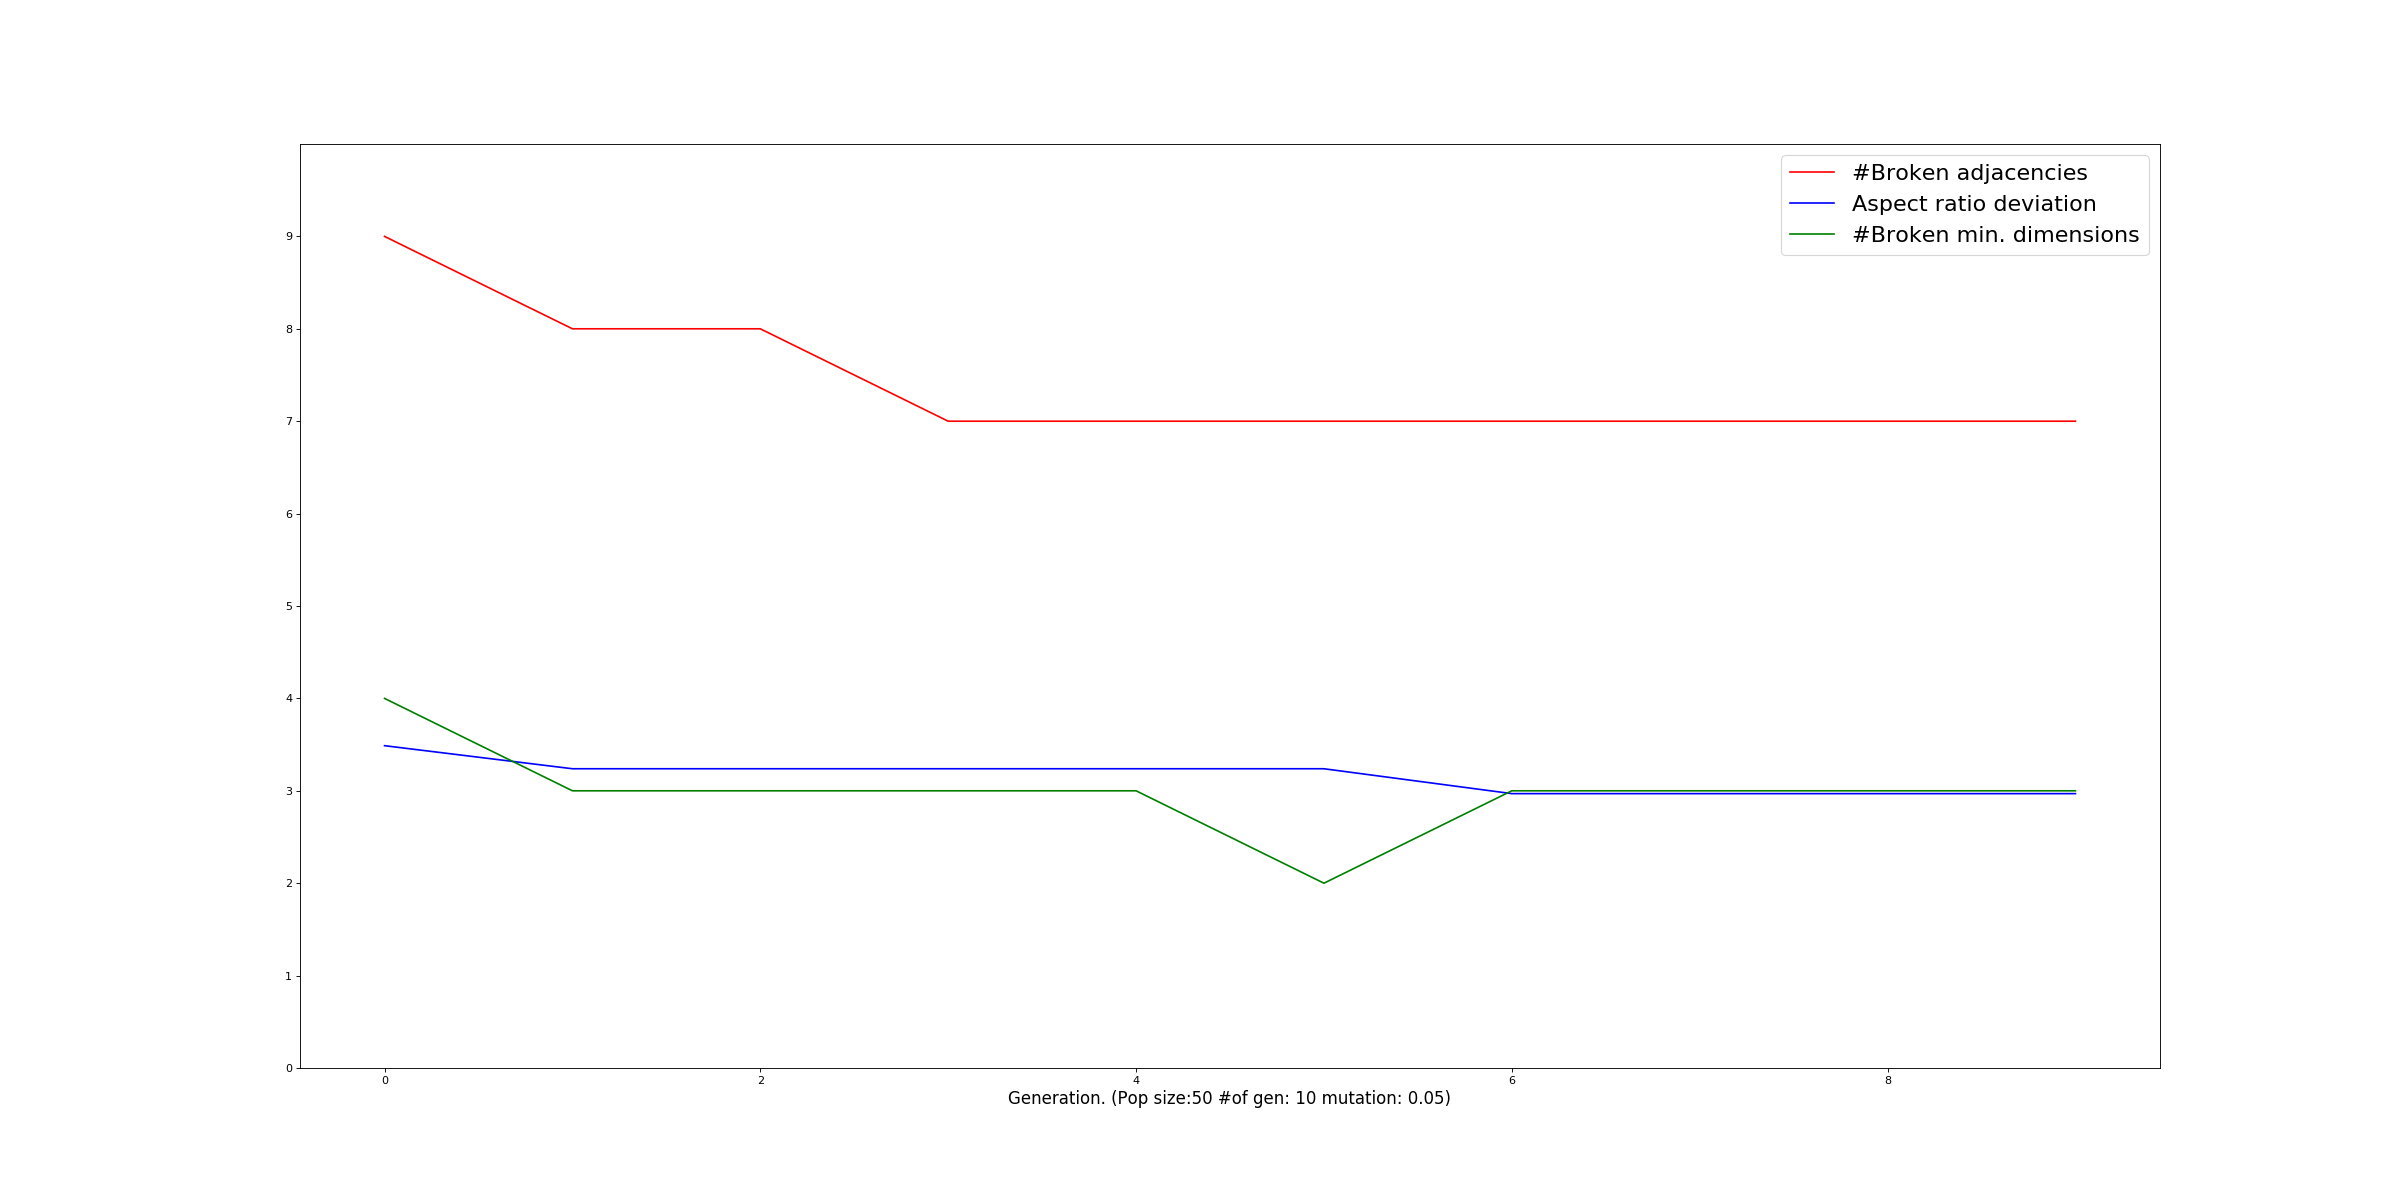 #Broken adjacencies
Aspect ratio deviation
#Broken min. dimensions
9
8
7
6
5
4
3
2
1
0
0 2 4 6 8
Generation. (Pop size:50 #of gen: 10 mutation: 0.05)